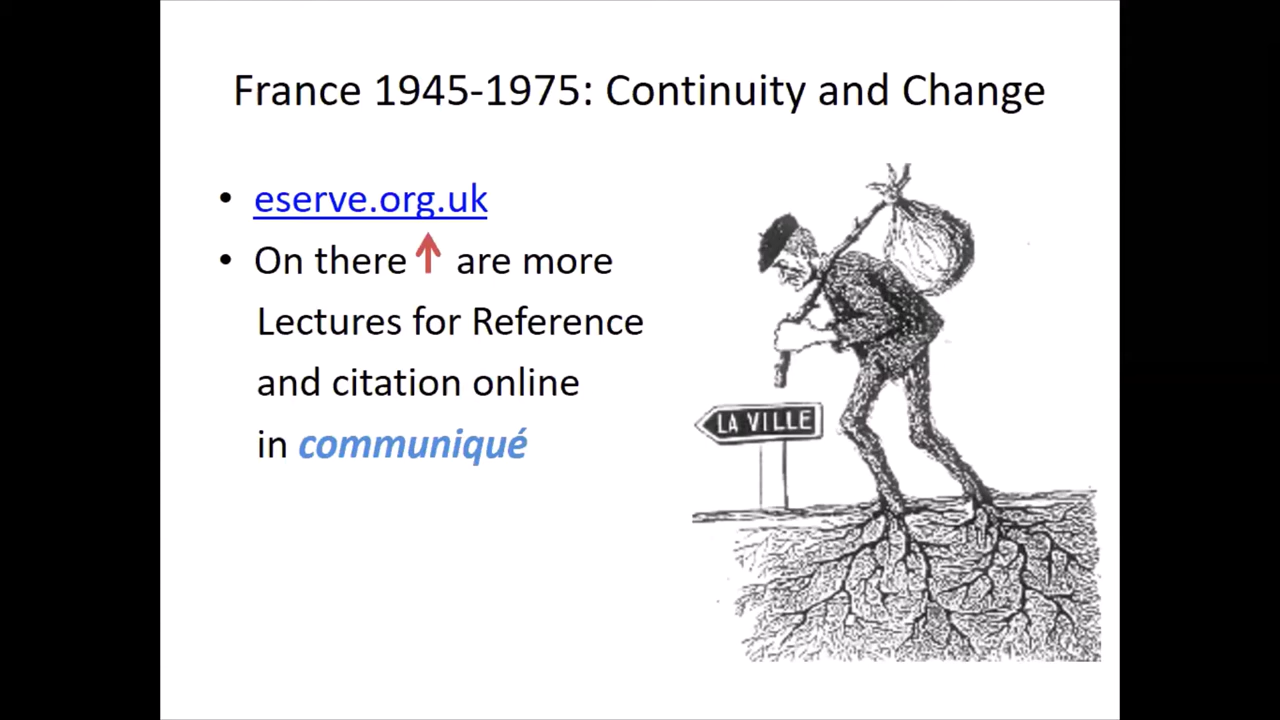 France 1945-1975: Continuity and Change
• eserve.org.uk
• On there ↑ are more
Lectures for Reference
and citation online
in communiqué
LA VILLE